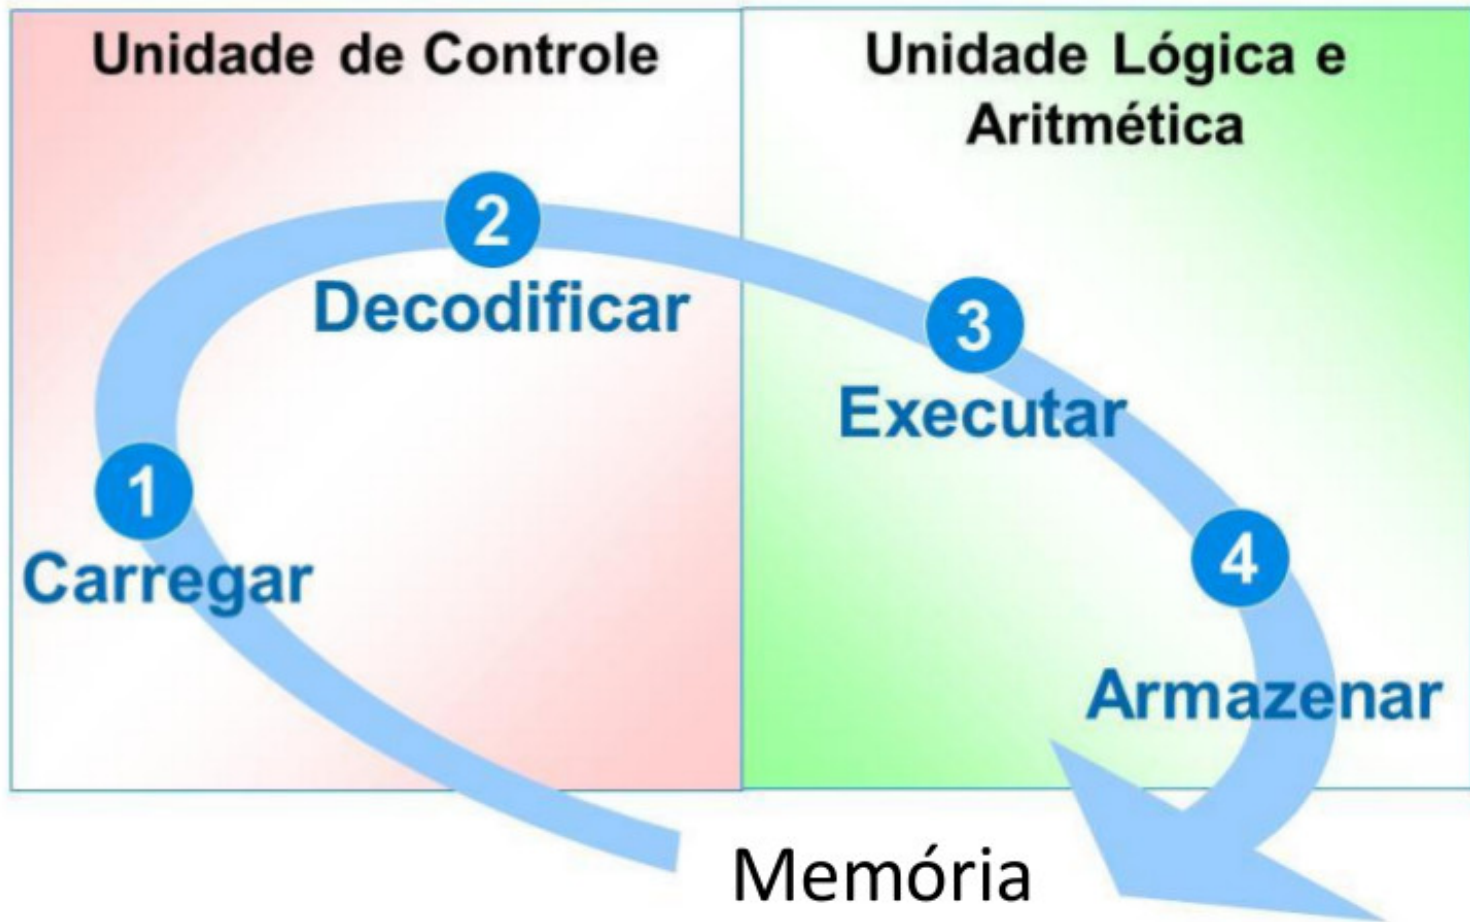 Unidade de Controle
Unidade Lógica e
Aritmética
2
Decodificar
3
Executar
1
Carregar
4
Armazenar
Memória